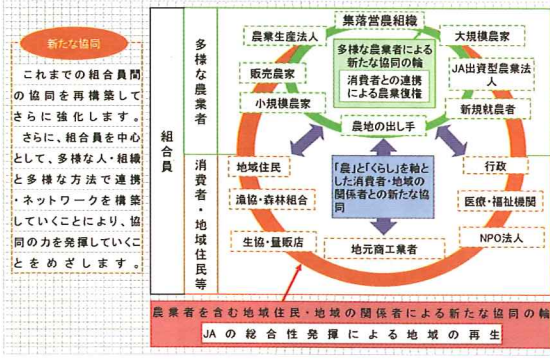 新たな協同
これまでの組合員間
の協同を再構築して
さらに強化します。
さらに、組合員を中心
として、多様な人・組織
と多様な方法で連携
・ネットワークを構築
していくことにより、協
同の力を発揮していく
ことをめざします。
組合員
多様な農業者
消費者・地域住民等
集落営農組織
農業生産法人
大規模農家
販売農家
JA出資型農業法
人
小規模農家
新規就農者
農地の出し手
多様な農業者による
新たな協同の輪
消費者との連携
による農業復権
地域住民
漁協・森林組合
生協・量販店
地元商工業者
行政
医療・福祉機関
NPO法人
「農」と「くらし」を軸
とした消費者・地域の
関係者との新たな協
同
農業者を含む地域住民・地域の関係者による新たな協同の輪
JAの総合性発揮による地域の再生